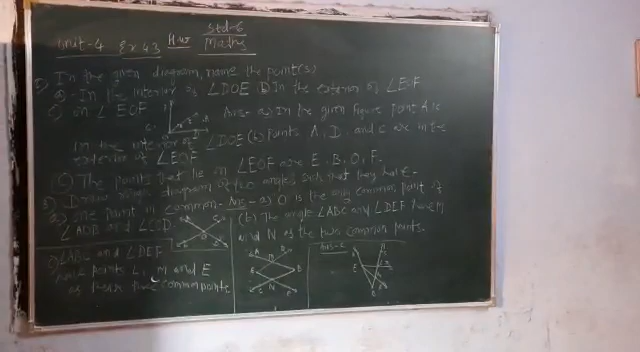 Std-6
Unit-4 Ex 4.3 H.W Maths
In the given diagram, name the point(s)
a. In the interior of ∠DOE (b) In the exterior of ∠EOF
c) on ∠EOF Ans- a) In the given figure point A is
in the interior of ∠DOE (b) points A, D and C are in the
exterior of ∠EOF
(c) The points that lie on ∠EOF are E, B, O, F.
Draw rough diagrams of two angles such that they have
a) one point in common- Ans- as O is the only common point of
∠AOB and ∠COD. (b) The angle ∠ABC and ∠DEF have M
and N as the two common points.
∠ABC and ∠DEF
have points L, M and E
as their three common points.
Ans-c